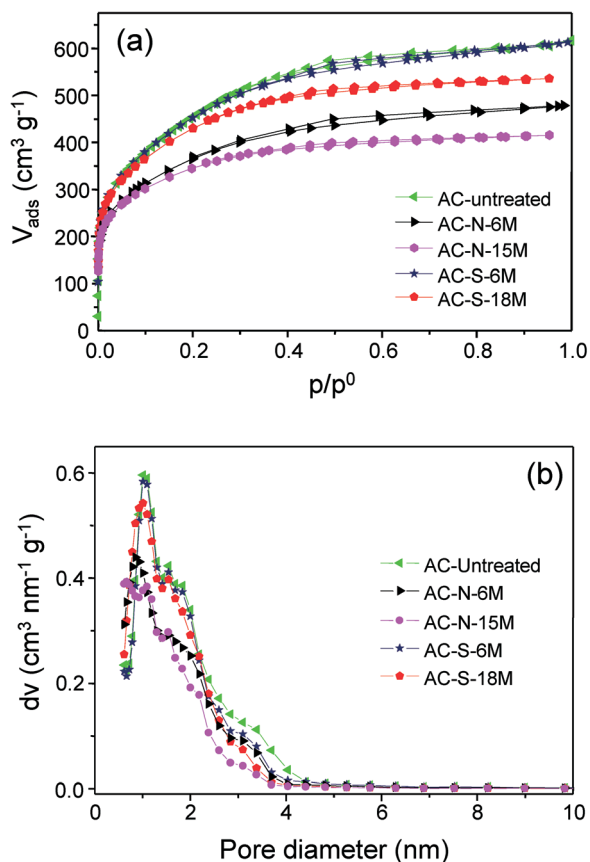 (a)
600
500
400
300
200
100
0
V_ads (cm³ g⁻¹)
AC-untreated
AC-N-6M
AC-N-15M
AC-S-6M
AC-S-18M
0.0 0.2 0.4 0.6 0.8 1.0
p/p⁰
(b)
0.6
0.4
0.2
0.0
dv (cm³ nm⁻¹ g⁻¹)
AC-Untreated
AC-N-6M
AC-N-15M
AC-S-6M
AC-S-18M
0 2 4 6 8 10
Pore diameter (nm)